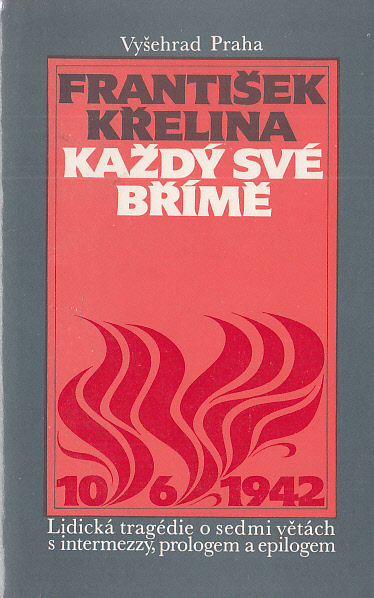 Vyšehrad Praha
FRANTIŠEK
KŘELINA
KAŽDÝ SVÉ
BŘÍMĚ
10 6 1942
Lidická tragédie o sedmi větách
s intermezzy, prologem a epilogem